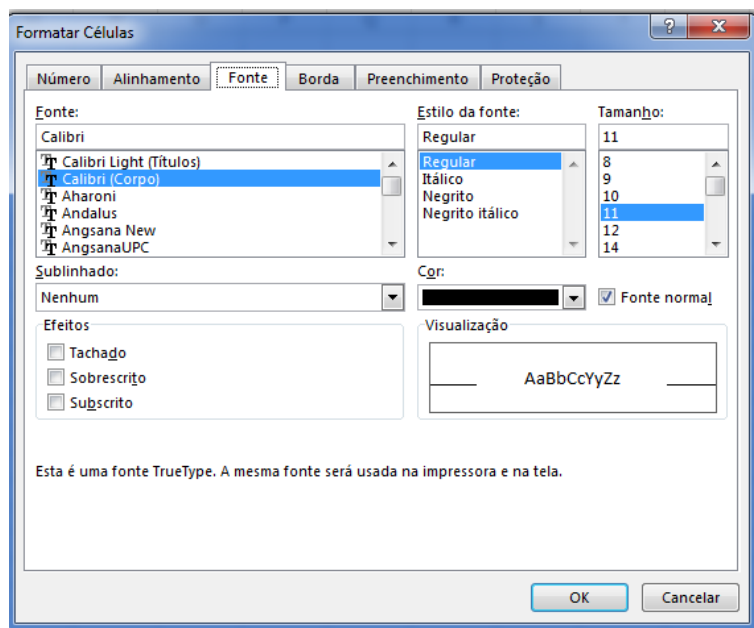 Formatar Células
Número Alinhamento Fonte Borda Preenchimento Proteção
Fonte: Estilo da fonte: Tamanho:
Calibri Regular 11
Calibri Light (Títulos) Regular 8
Calibri (Corpo) Itálico 9
Aharoni Negrito 10
Andalus Negrito itálico 11
Angsana New 12
AngsanaUPC 14
Sublinhado: Cor:
Nenhum Fonte normal
Efeitos Visualização
Tachado
Sobrescrito AaBbCcYyZz
Subscrito
Esta é uma fonte TrueType. A mesma fonte será usada na impressora e na tela.
OK Cancelar